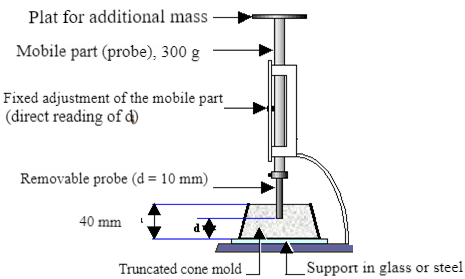 Plat for additional mass
Mobile part (probe), 300 g
Fixed adjustment of the mobile part
(direct reading of d)
Removable probe (d = 10 mm)
40 mm
d
Truncated cone mold
Support in glass or steel